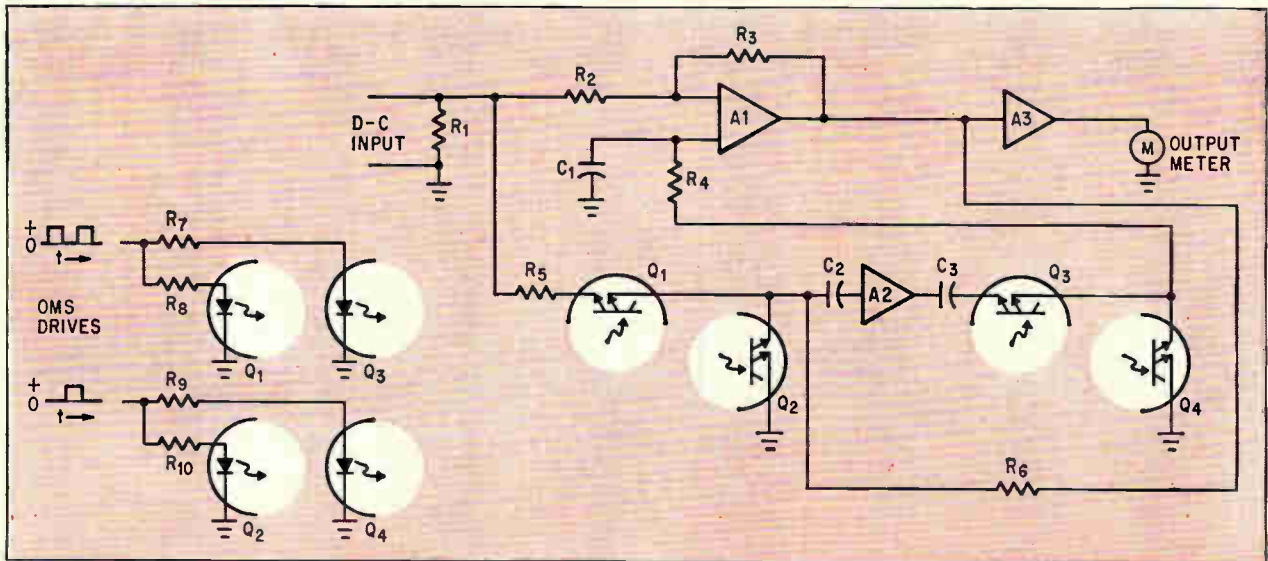 R3
R2
A1
A3
D-C
INPUT
R1
C1
R4
M
OUTPUT
METER
+
0
t→
R7
R8
OMS
DRIVES
Q1
Q3
R5
Q1
C2
A2
C3
Q3
Q2
Q4
+
0
t→
R9
R10
Q2
Q4
R6